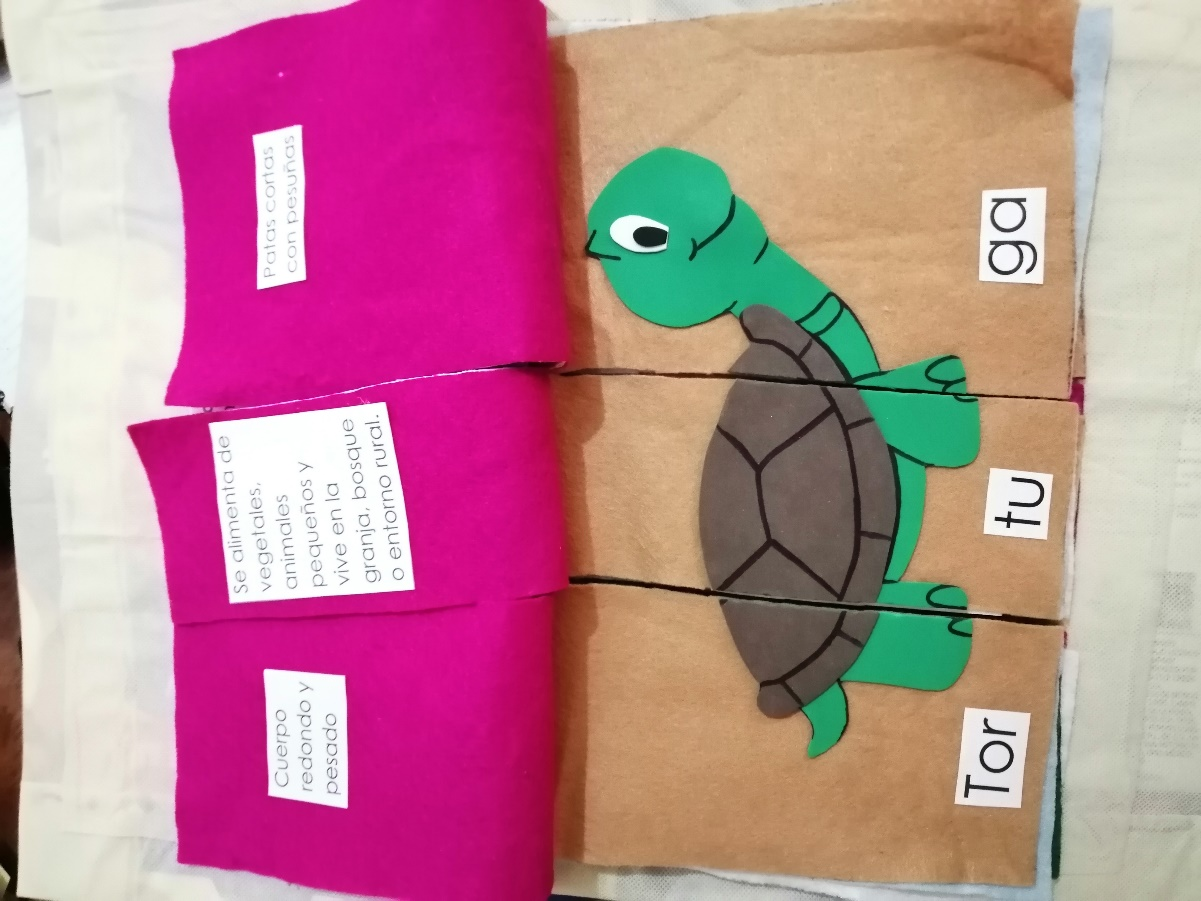 Cuerpo
redondo y
pesado
Se alimenta de
vegetales,
animales
pequeños y
vive en la
granja, bosque
o entorno rural.
Patas cortas
con pesuñas
Tor
tu
ga